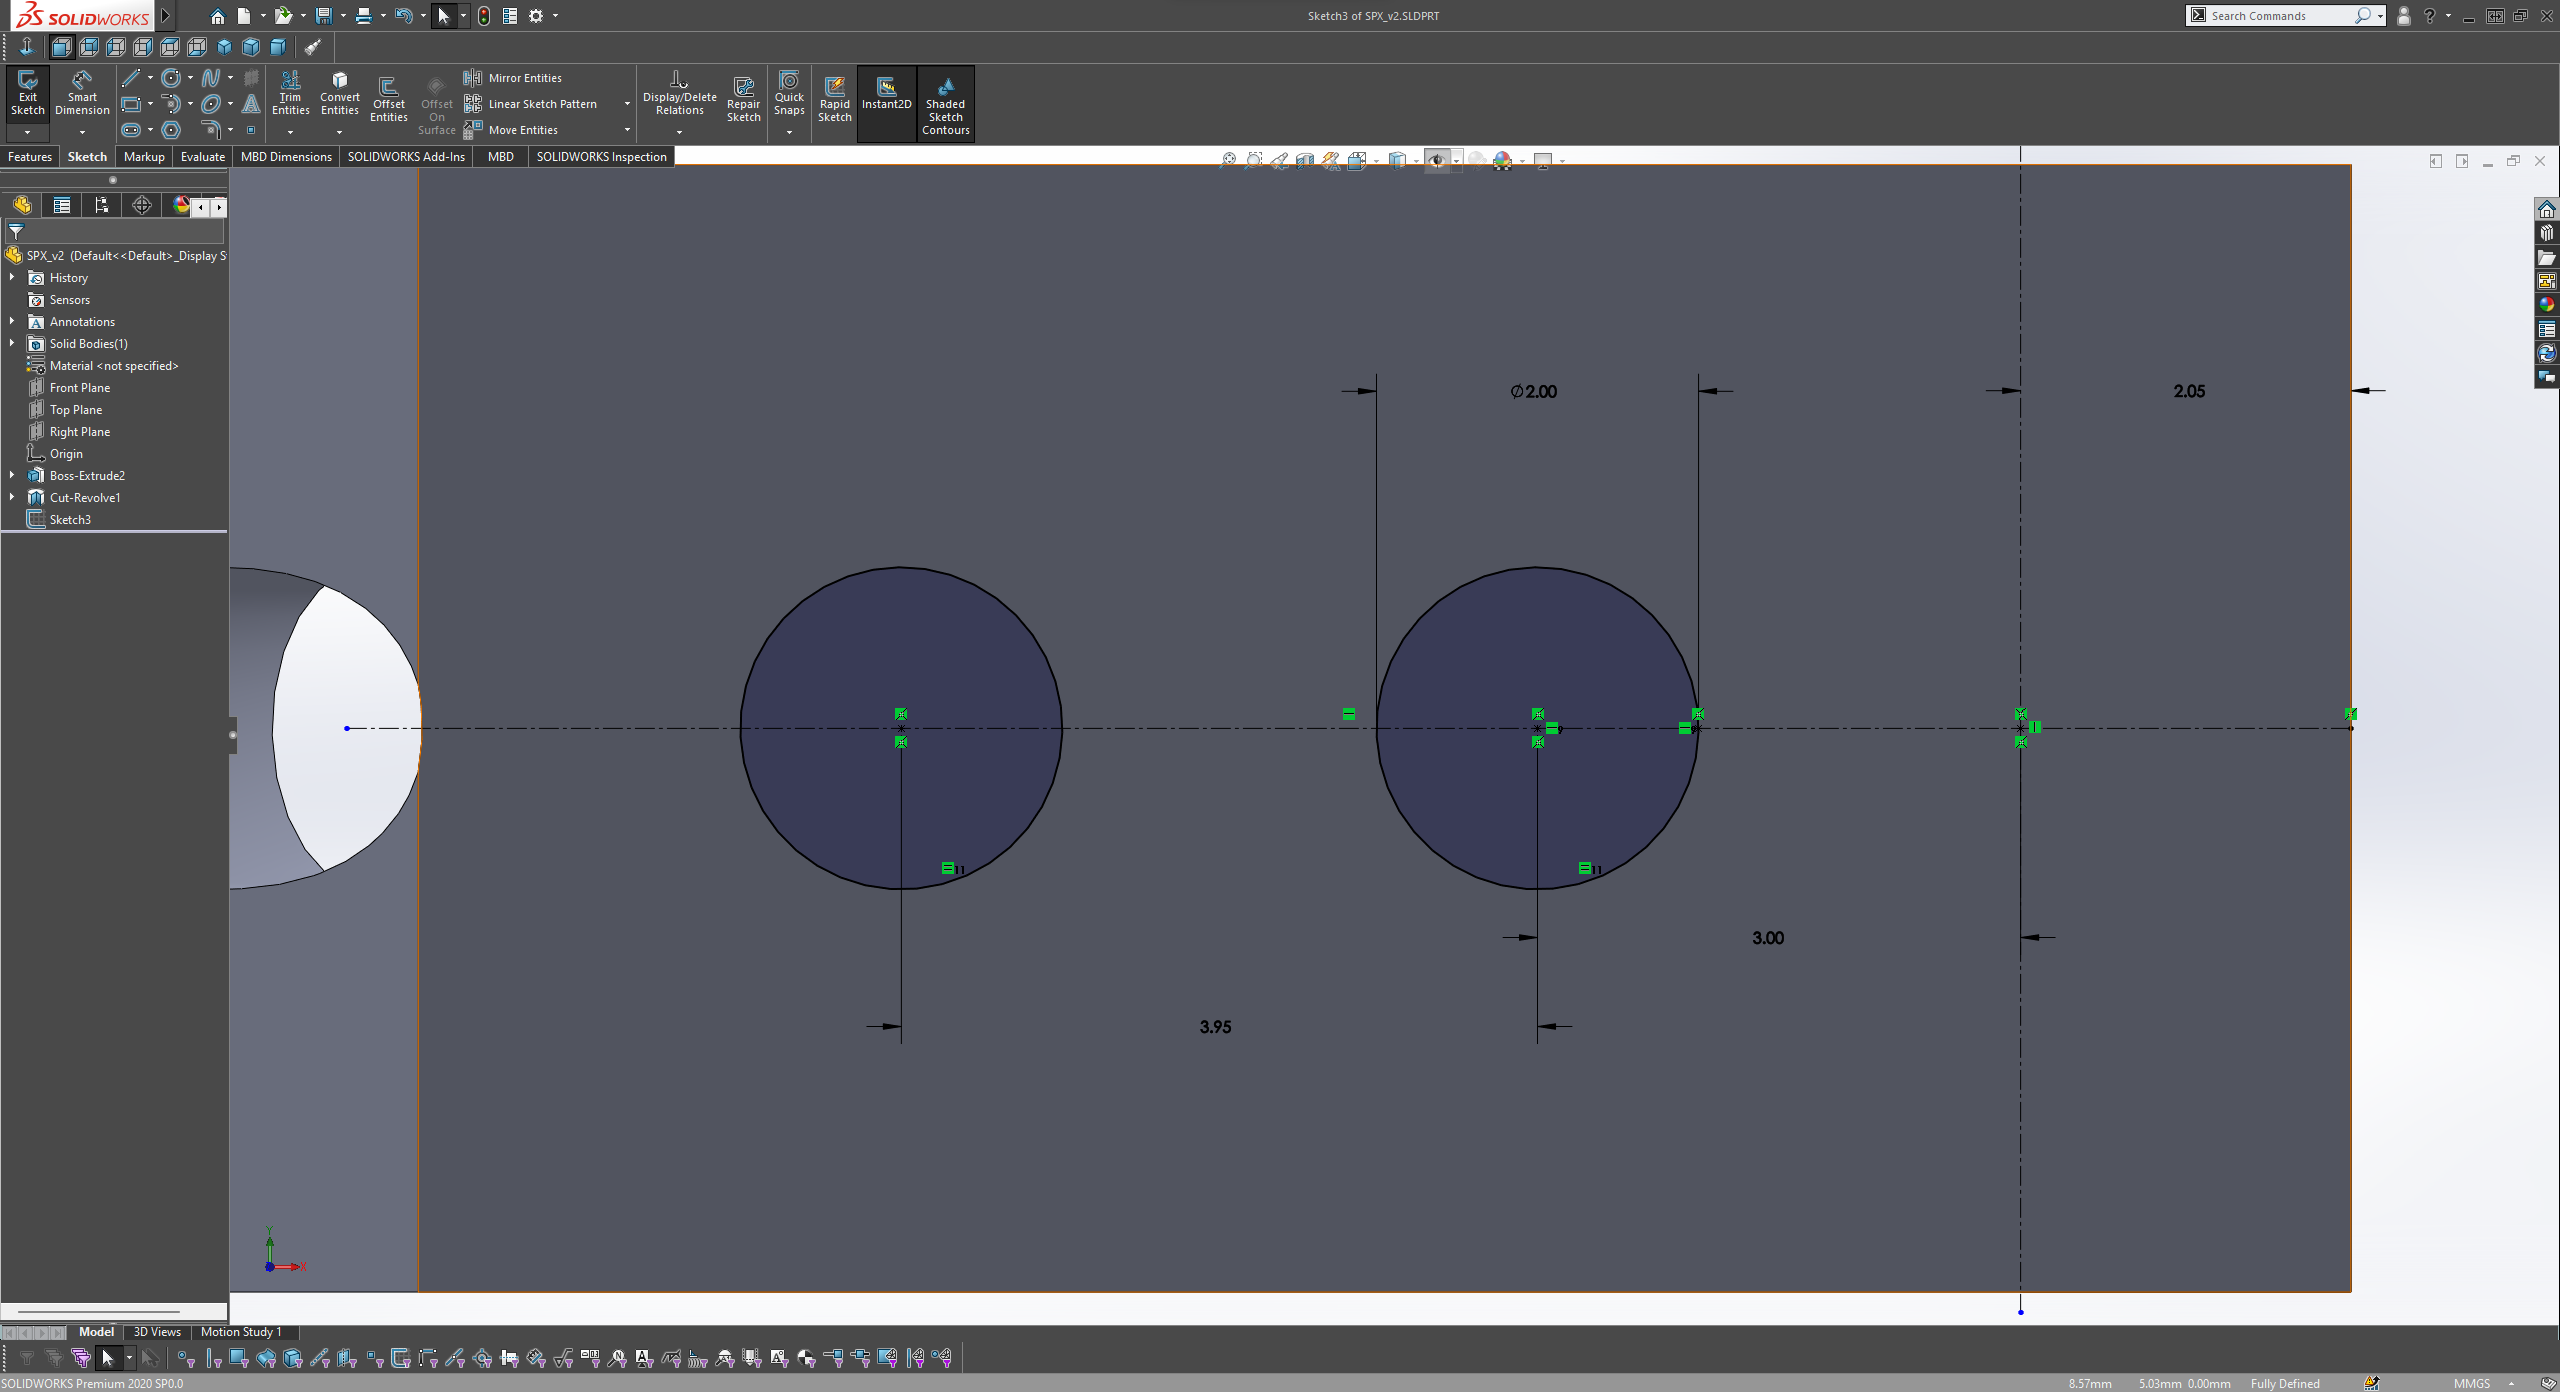 SOLIDWORKS
Sketch3 of SPX_v2.SLDPRT
Search Commands
Exit Sketch
Smart Dimension
Trim Entities
Convert Entities
Offset Entities
Offset On Surface
Mirror Entities
Linear Sketch Pattern
Move Entities
Display/Delete Relations
Repair Sketch
Quick Snaps
Rapid Sketch
Instant2D
Shaded Sketch Contours
Features Sketch Markup Evaluate MBD Dimensions SOLIDWORKS Add-Ins MBD SOLIDWORKS Inspection
SPX_v2 (Default<<Default>_Display S
History
Sensors
Annotations
Solid Bodies(1)
Material <not specified>
Front Plane
Top Plane
Right Plane
Origin
Boss-Extrude2
Cut-Revolve1
Sketch3
∅2.00
2.05
11
11
3.00
3.95
Y
X
Model 3D Views Motion Study 1
SOLIDWORKS Premium 2020 SP0.0
8.57mm 5.03mm 0.00mm Fully Defined MMGS